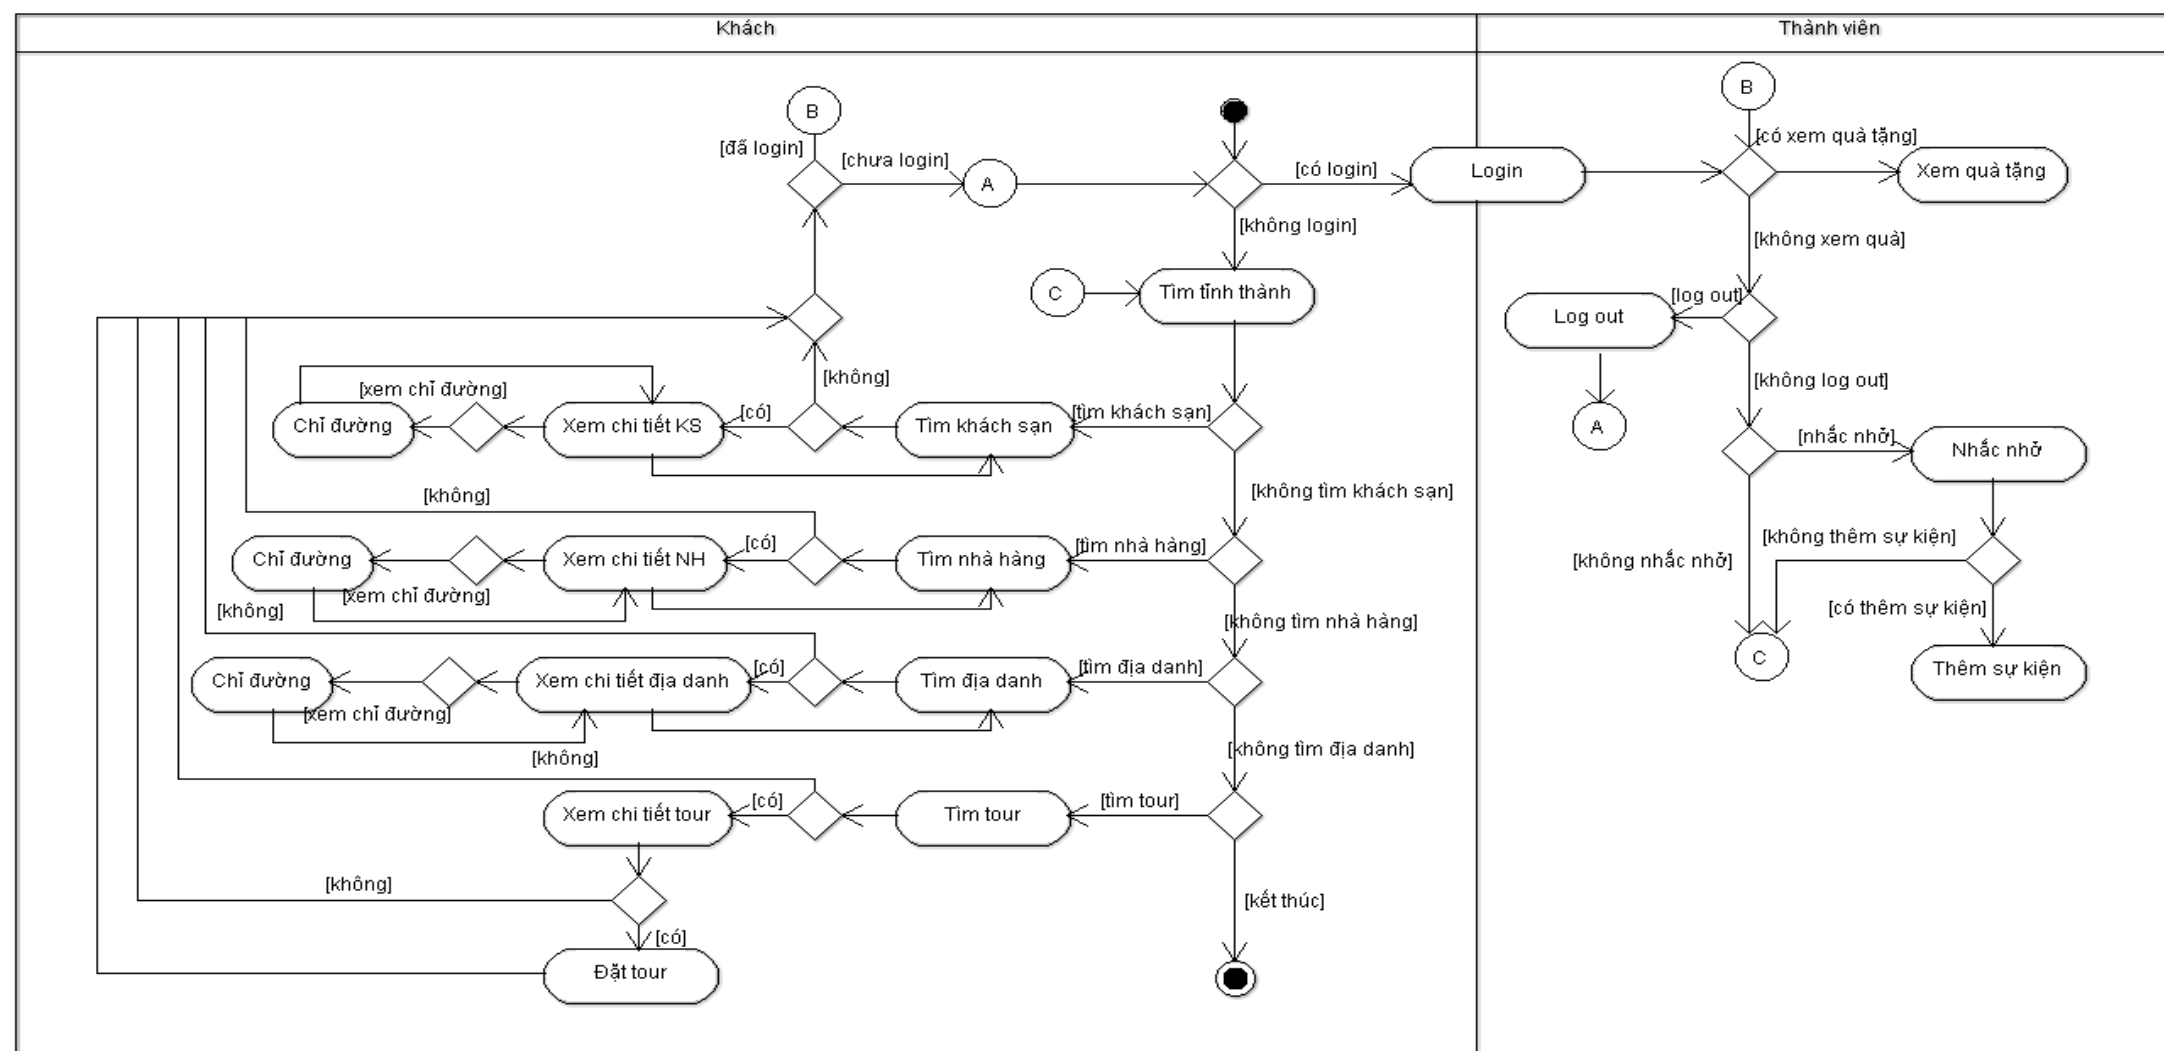 Khách
Thành viên
B
B
[đã login]
[chưa login]
A
[có login]
Login
[có xem quà tặng]
Xem quà tặng
[không login]
[không xem quà]
C
Tìm tỉnh thành
Log out
[log out]
[không]
[không log out]
[xem chỉ đường]
Chỉ đường
Xem chi tiết KS
[có]
Tìm khách sạn
[tìm khách sạn]
A
[nhắc nhở]
Nhắc nhở
[không]
[không tìm khách sạn]
Chỉ đường
Xem chi tiết NH
[có]
Tìm nhà hàng
[tìm nhà hàng]
[không thêm sự kiện]
[không nhắc nhở]
[xem chỉ đường]
[không]
[không tìm nhà hàng]
[có thêm sự kiện]
C
Thêm sự kiện
Chỉ đường
Xem chi tiết địa danh
[có]
Tìm địa danh
[tìm địa danh]
[xem chỉ đường]
[không]
[không tìm địa danh]
Xem chi tiết tour
[có]
Tìm tour
[tìm tour]
[không]
[kết thúc]
[có]
Đặt tour